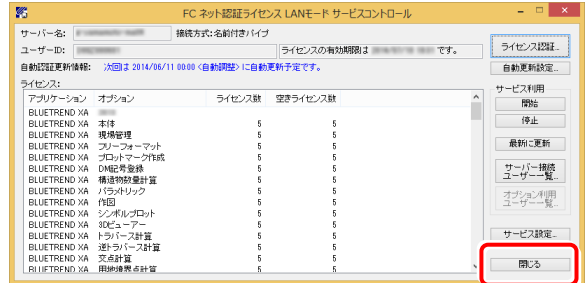 FC ネット認証ライセンス LANモード サービスコントロール
サーバー名: 接続方式:名前付きパイプ
ユーザーID: ライセンスの有効期限は です。
ライセンス認証...
自動認証更新情報: 次回は 2014/06/11 00:00 <自動調整> に自動更新予定です。
自動更新設定...
ライセンス:
アプリケーション オプション ライセンス数 空きライセンス数
BLUETREND XA
BLUETREND XA 本体 5 5
BLUETREND XA 現場管理 5 5
BLUETREND XA フリーフォーマット 5 5
BLUETREND XA プロットマーク作成 5 5
BLUETREND XA DM記号登録 5 5
BLUETREND XA 構造物数量計算 5 5
BLUETREND XA パラメトリック 5 5
BLUETREND XA 作図 5 5
BLUETREND XA シンボルプロット 5 5
BLUETREND XA 3Dビューアー 5 5
BLUETREND XA トラバース計算 5 5
BLUETREND XA 逆トラバース計算 5 5
BLUETREND XA 交点計算 5 5
BLUETREND XA 用地境界点計算 5 5
サービス利用
開始
停止
最新に更新
サーバー接続
ユーザー一覧...
オプション利用
ユーザー一覧...
サービス設定...
閉じる